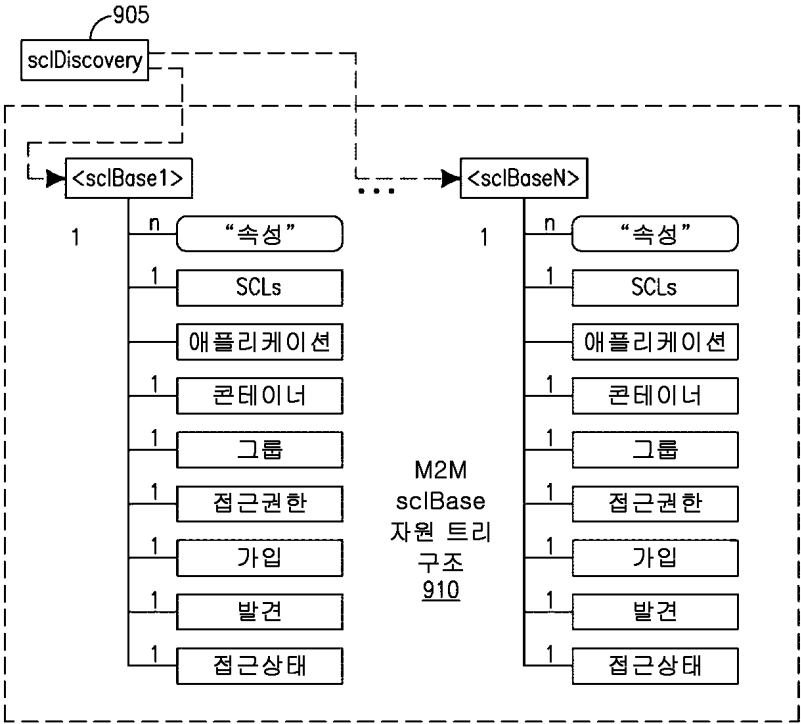 905
sclDiscovery
<sclBase1>
1
n
“속성”
1
SCLs
애플리케이션
1
콘테이너
1
그룹
1
접근권한
1
가입
1
발견
1
접근상태
...
M2M
sclBase
자원 트리
구조
910
<sclBaseN>
1
n
“속성”
1
SCLs
애플리케이션
1
콘테이너
1
그룹
1
접근권한
1
가입
1
발견
1
접근상태